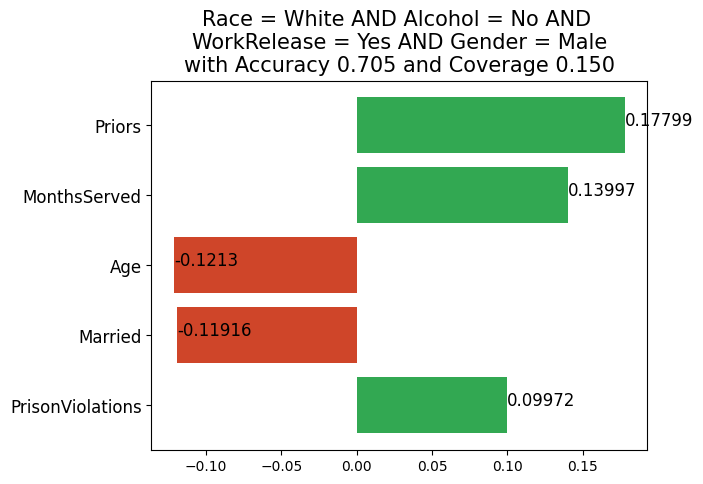 Race = White AND Alcohol = No AND
WorkRelease = Yes AND Gender = Male
with Accuracy 0.705 and Coverage 0.150
Priors
0.17799
MonthsServed
0.13997
Age
-0.1213
Married
-0.11916
PrisonViolations
0.09972
−0.10 −0.05 0.00 0.05 0.10 0.15